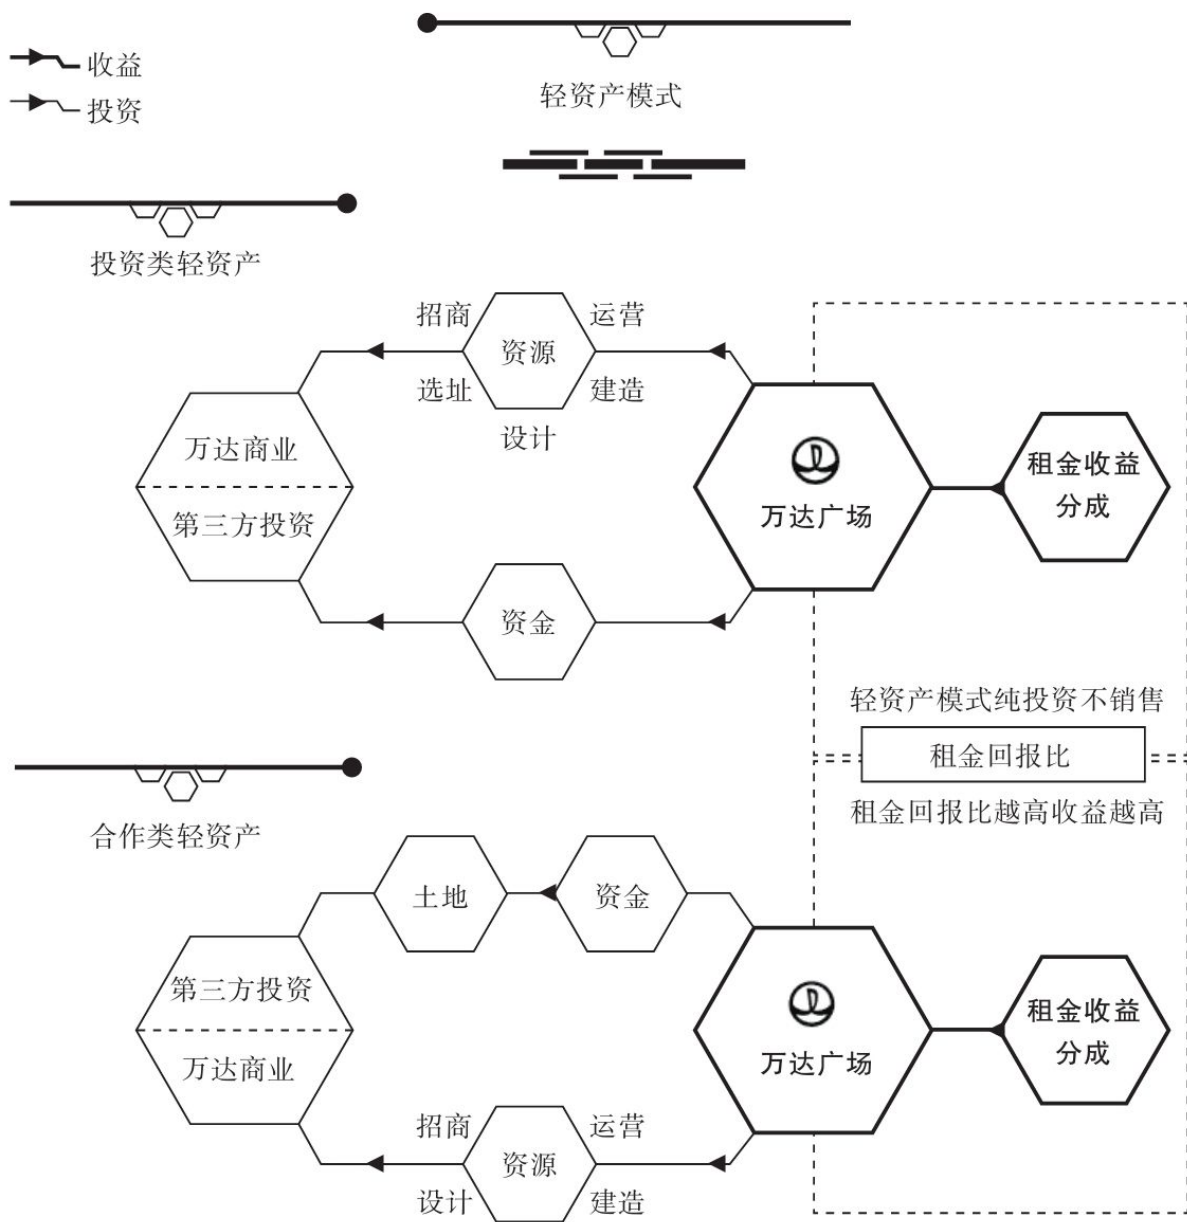 收益
投资
轻资产模式
投资类轻资产
招商
运营
资源
选址
建造
设计
万达商业
第三方投资
万达广场
租金收益
分成
资金
轻资产模式纯投资不销售
租金回报比
租金回报比越高收益越高
合作类轻资产
土地
资金
第三方投资
万达商业
万达广场
租金收益
分成
招商
运营
资源
设计
建造